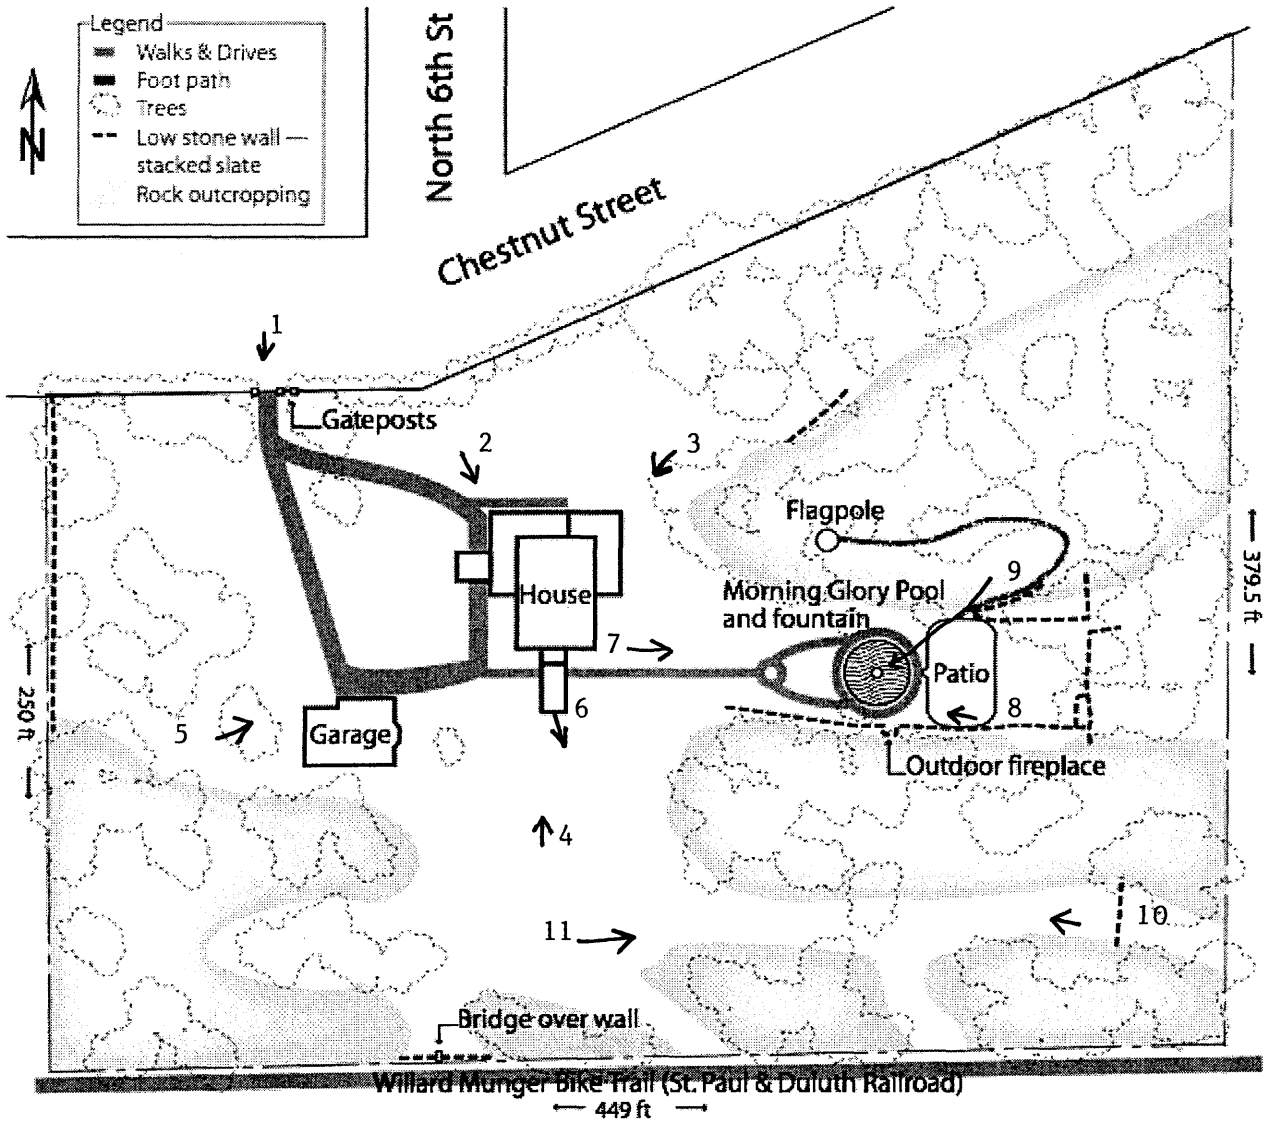 Legend
Walks & Drives
Foot path
Trees
Low stone wall —
stacked slate
Rock outcropping
N
North 6th St
Chestnut Street
1
Gateposts
2
3
Flagpole
House
Morning Glory Pool
and fountain
9
7
Patio
379.5 ft
250 ft
5
Garage
6
8
Outdoor fireplace
4
10
11
Bridge over wall
Willard Munger Bike Trail (St. Paul & Duluth Railroad)
449 ft